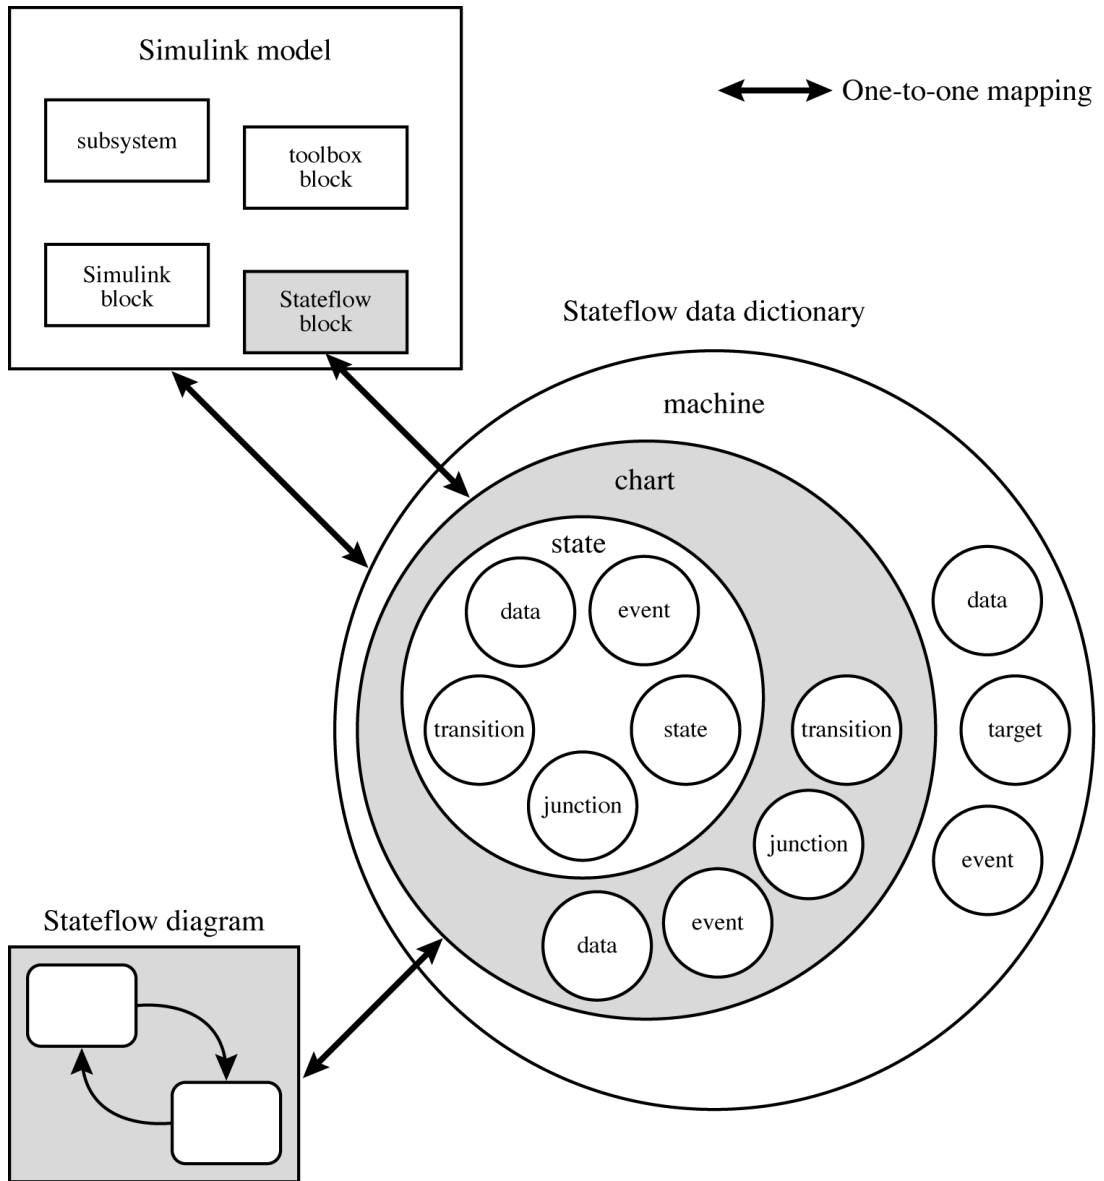 Simulink model
One-to-one mapping
subsystem
toolbox
block
Simulink
block
Stateflow
block
Stateflow data dictionary
machine
chart
state
data
event
data
transition
state
transition
target
junction
junction
event
event
data
Stateflow diagram